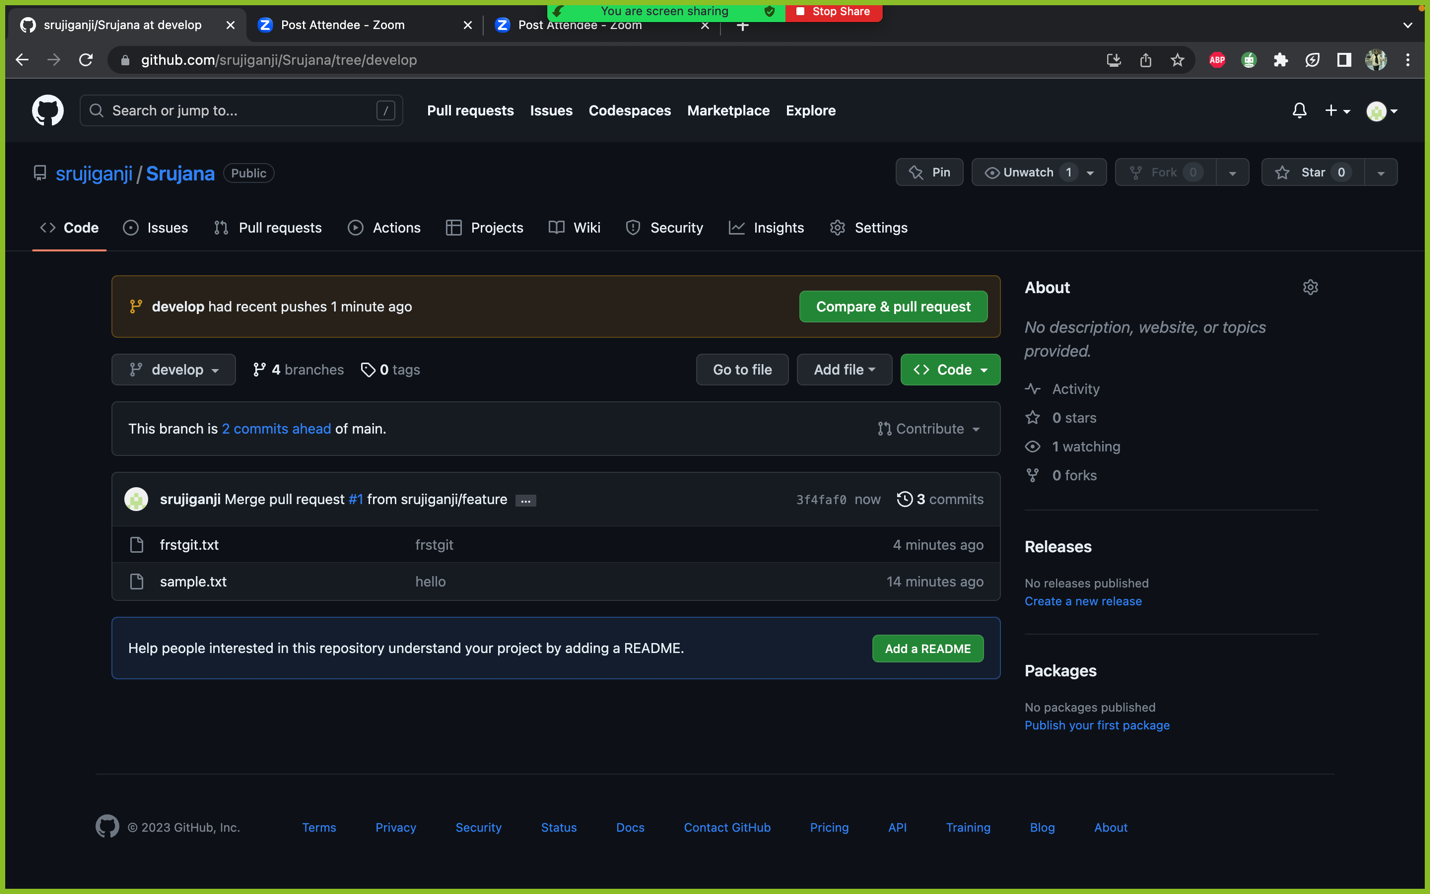 You are screen sharing Stop Share
srujiganji/Srujana at develop Post Attendee - Zoom Post Attendee - Zoom
github.com/srujiganji/Srujana/tree/develop ABP
Search or jump to... / Pull requests Issues Codespaces Marketplace Explore
srujiganji / Srujana Public Pin Unwatch 1 Fork 0 Star 0
Code Issues Pull requests Actions Projects Wiki Security Insights Settings
develop had recent pushes 1 minute ago Compare & pull request
develop 4 branches 0 tags Go to file Add file Code
This branch is 2 commits ahead of main. Contribute
srujiganji Merge pull request #1 from srujiganji/feature ... 3f4faf0 now 3 commits
frstgit.txt frstgit 4 minutes ago
sample.txt hello 14 minutes ago
Help people interested in this repository understand your project by adding a README. Add a README
About
No description, website, or topics
provided.
Activity
0 stars
1 watching
0 forks
Releases
No releases published
Create a new release
Packages
No packages published
Publish your first package
© 2023 GitHub, Inc. Terms Privacy Security Status Docs Contact GitHub Pricing API Training Blog About